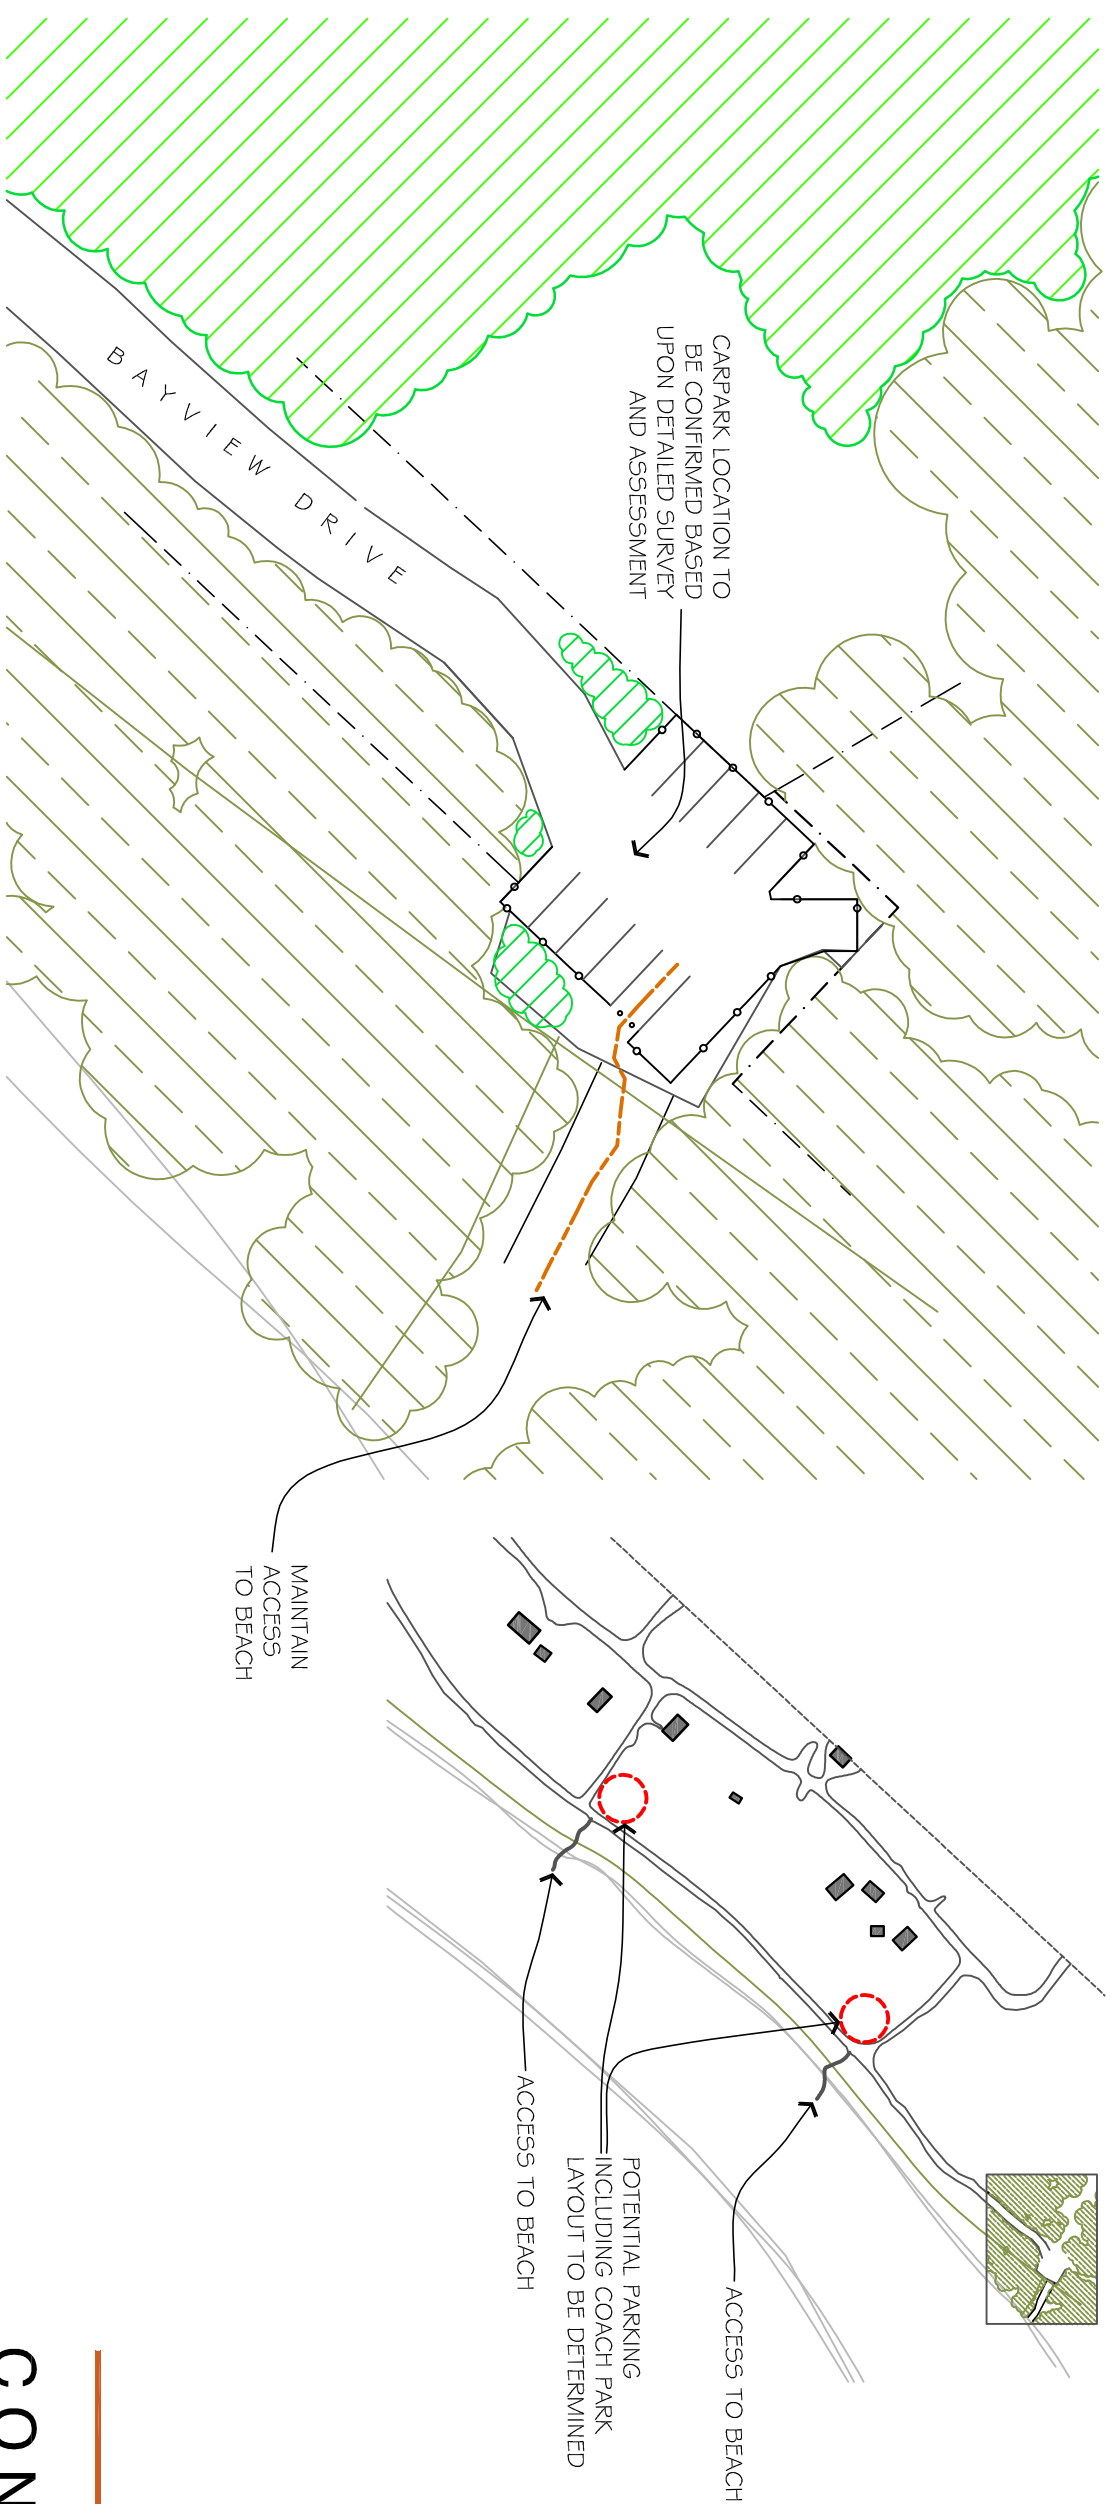 CARPARK LOCATION TO
BE CONFIRMED BASED
UPON DETAILED SURVEY
AND ASSESSMENT
BAYVIEW DRIVE
MAINTAIN
ACCESS
TO BEACH
ACCESS TO BEACH
POTENTIAL PARKING
INCLUDING COACH PARK
LAYOUT TO BE DETERMINED
ACCESS TO BEACH
CON